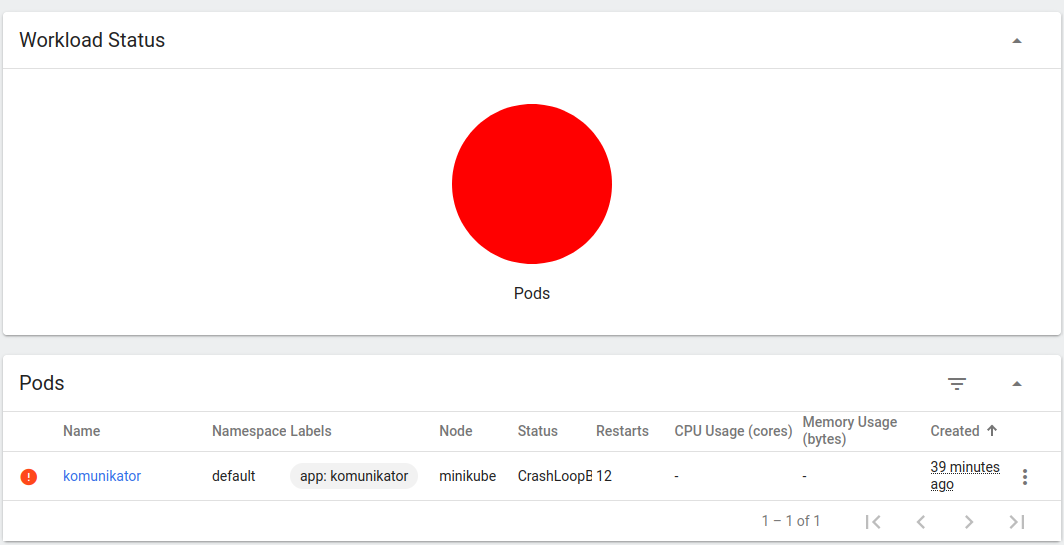 Workload Status
Pods
Pods
Name Namespace Labels Node Status Restarts CPU Usage (cores) Memory Usage (bytes) Created
komunikator default app: komunikator minikube CrashLoopB 12 - - 39 minutes ago
1 – 1 of 1